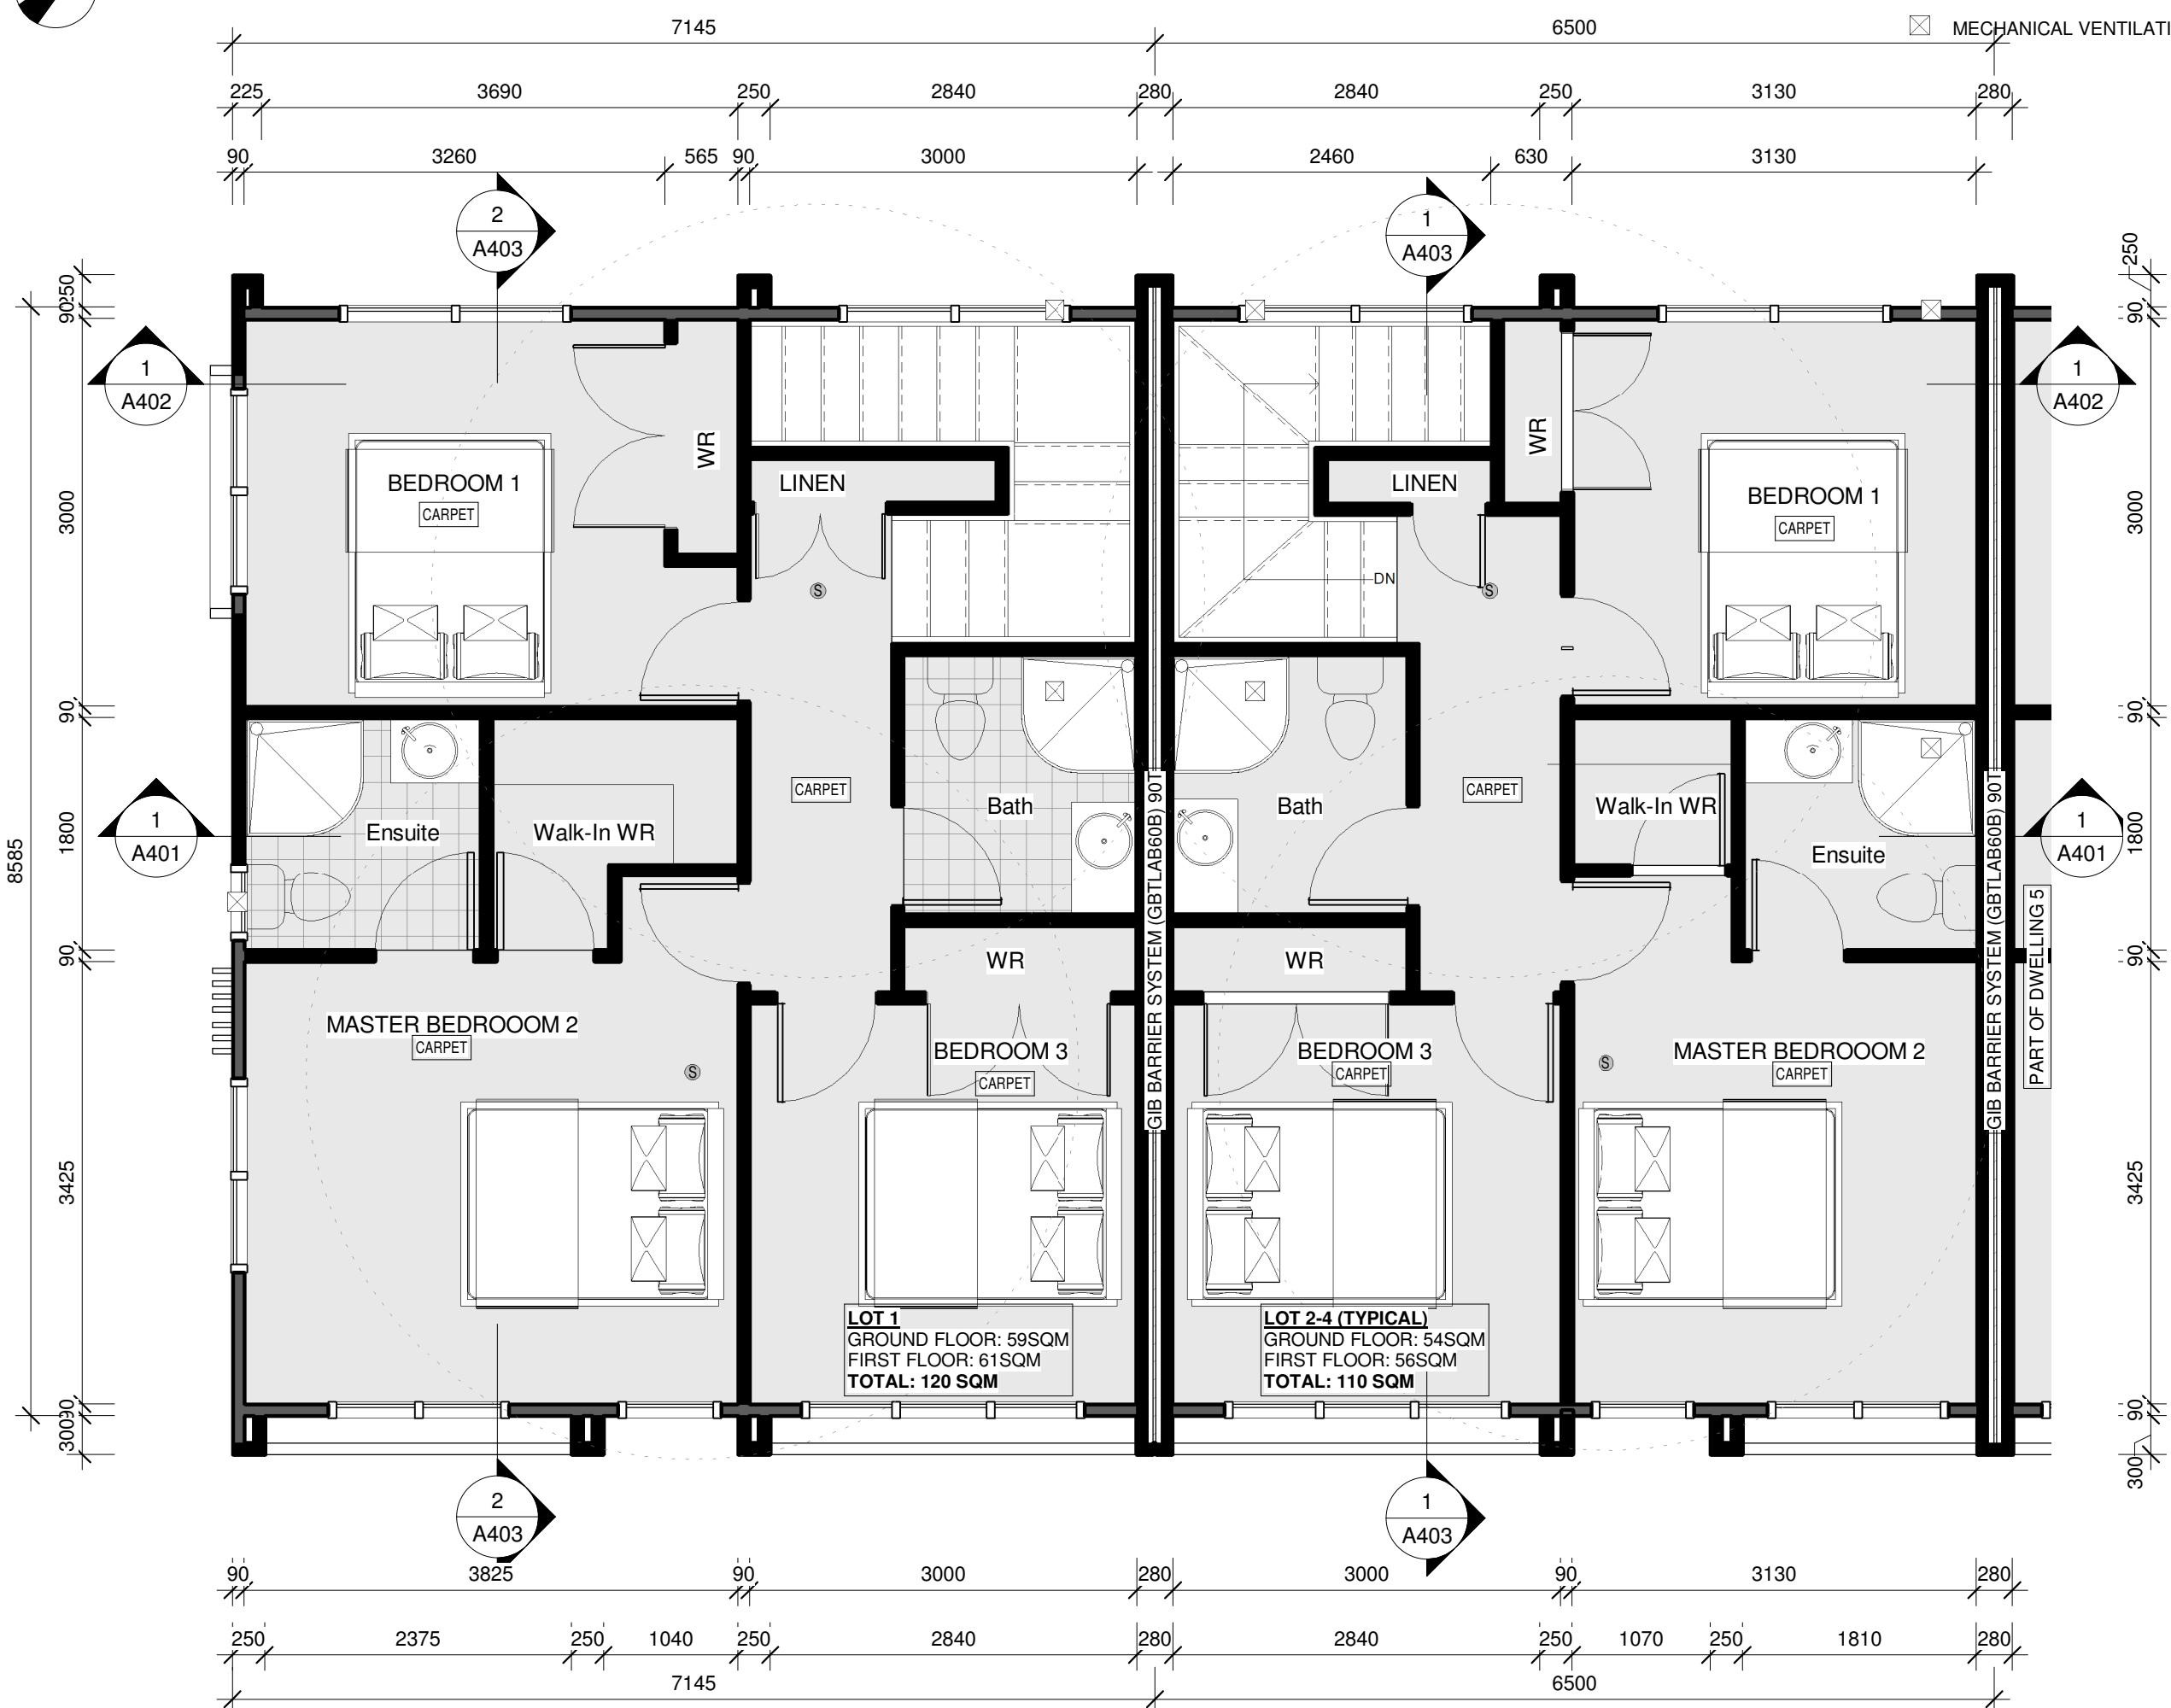 7145
6500
MECHANICAL VENTILATI
225
3690
250
2840
280
2840
250
3130
280
90
3260
565
90
3000
2460
630
3130
2
A403
1
A403
250
90
250
90
1
A402
1
A402
WR
WR
LINEN
LINEN
BEDROOM 1
CARPET
BEDROOM 1
CARPET
3000
3000
S
DN
S
90
90
CARPET
CARPET
Bath
Bath
Ensuite
Walk-In WR
Walk-In WR
Ensuite
1
A401
1
A401
1800
1800
8585
GIB BARRIER SYSTEM (GBTLAB60B) 90T
GIB BARRIER SYSTEM (GBTLAB60B) 90T
PART OF DWELLING 5
90
90
WR
WR
MASTER BEDROOOM 2
CARPET
S
BEDROOM 3
CARPET
BEDROOM 3
CARPET
S
MASTER BEDROOOM 2
CARPET
3425
3425
LOT 1
GROUND FLOOR: 59SQM
FIRST FLOOR: 61SQM
TOTAL: 120 SQM
LOT 2-4 (TYPICAL)
GROUND FLOOR: 54SQM
FIRST FLOOR: 56SQM
TOTAL: 110 SQM
90
300
90
300
2
A403
1
A403
90
3825
90
3000
280
3000
90
3130
280
250
2375
250
1040
250
2840
280
2840
250
1070
250
1810
280
7145
6500